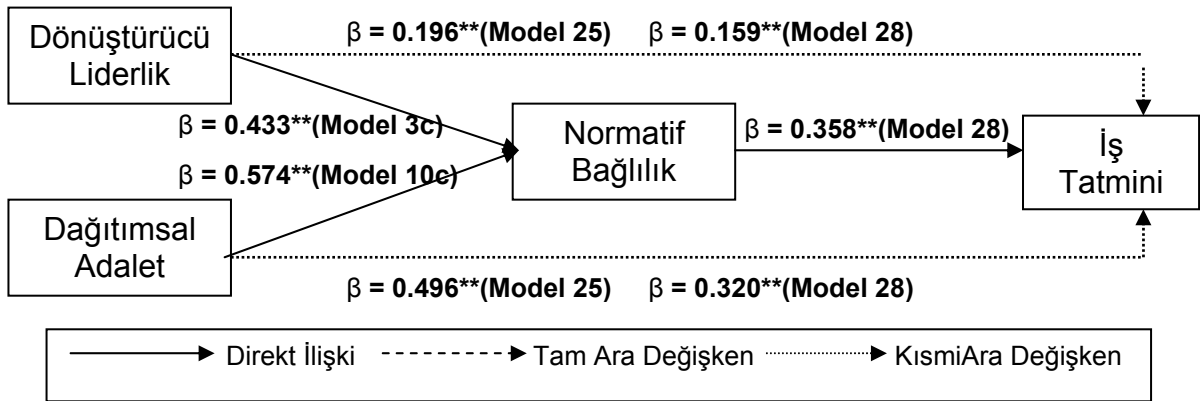 Dönüştürücü
Liderlik
β = 0.196**(Model 25) β = 0.159**(Model 28)
β = 0.433**(Model 3c)
β = 0.574**(Model 10c)
Normatif
Bağlılık
β = 0.358**(Model 28)
İş
Tatmini
Dağıtımsal
Adalet
β = 0.496**(Model 25) β = 0.320**(Model 28)
Direkt İlişki Tam Ara Değişken KısmiAra Değişken